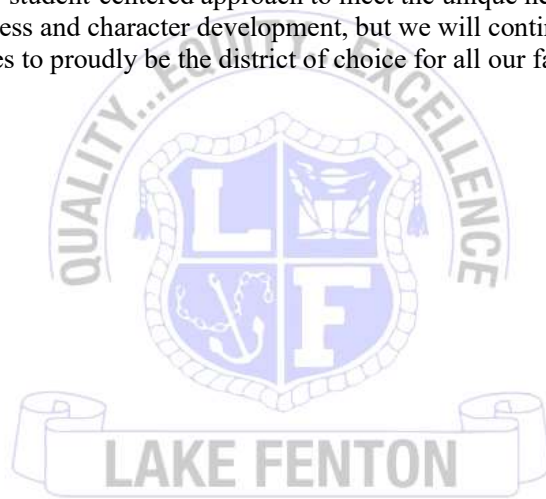 student-centered approach to meet the unique
ess and character development, but we will contin
es to proudly be the district of choice for all our fa
QUALITY...EQUITY...EXCELLENCE
L
F
LAKE FENTON